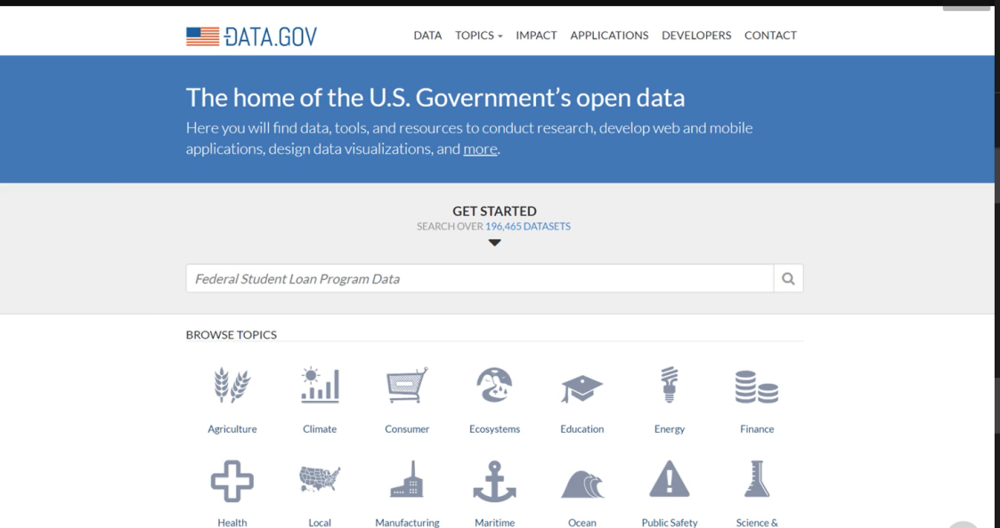 DATA.GOV
DATA TOPICS IMPACT APPLICATIONS DEVELOPERS CONTACT
The home of the U.S. Government’s open data
Here you will find data, tools, and resources to conduct research, develop web and mobile
applications, design data visualizations, and more.
GET STARTED
SEARCH OVER 196,465 DATASETS
Federal Student Loan Program Data
BROWSE TOPICS
Agriculture Climate Consumer Ecosystems Education Energy Finance
Health Local Manufacturing Maritime Ocean Public Safety Science &